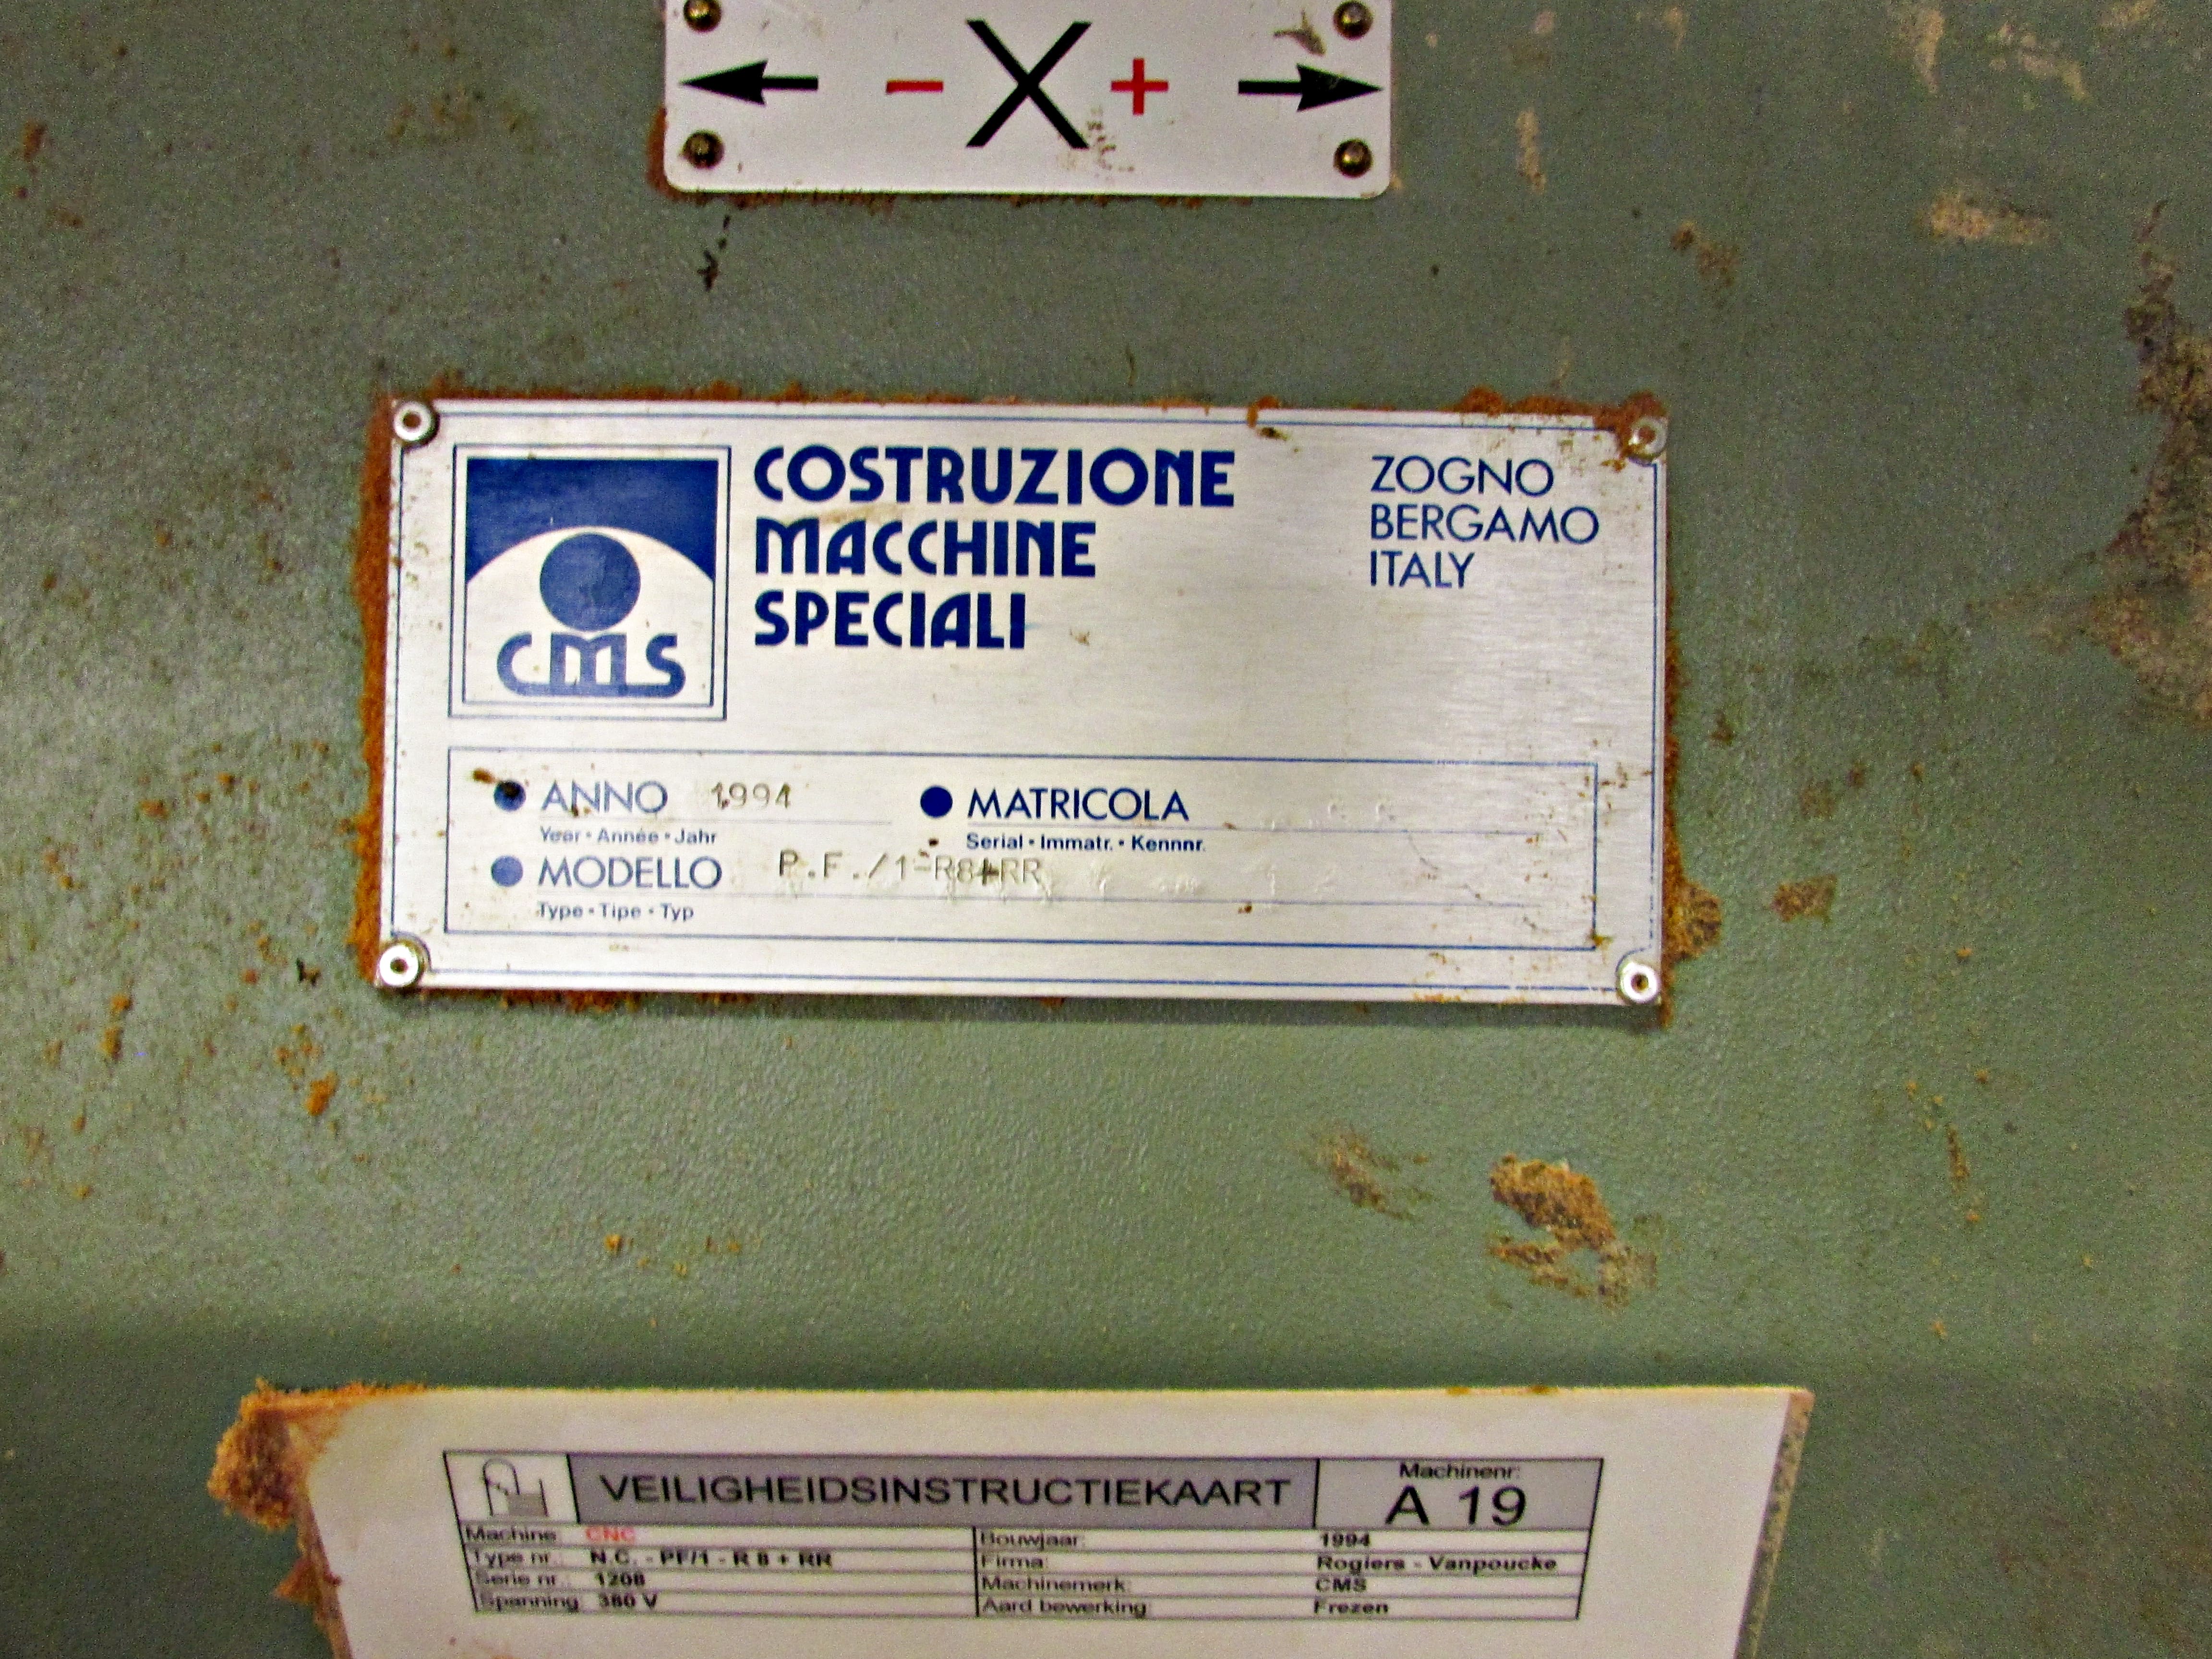 - X +
COSTRUZIONE
MACCHINE
SPECIALI
ZOGNO
BERGAMO
ITALY
CMS
ANNO 1994
Year • Année • Jahr
MATRICOLA
Serial • Immatr. • Kennnr.
MODELLO P.F./1-R8+RR
Type • Tipe • Typ
VEILIGHEIDSINSTRUCTIEKAART
Machinenr:
A 19
Machine: CNC
Bouwjaar: 1994
Type nr.: N.C. - PF/1 - R 8 + RR
Firma: Rogiers - Vanpoucke
Serie nr.: 1208
Machinemerk: CMS
Spanning: 380 V
Aard bewerking: Frezen